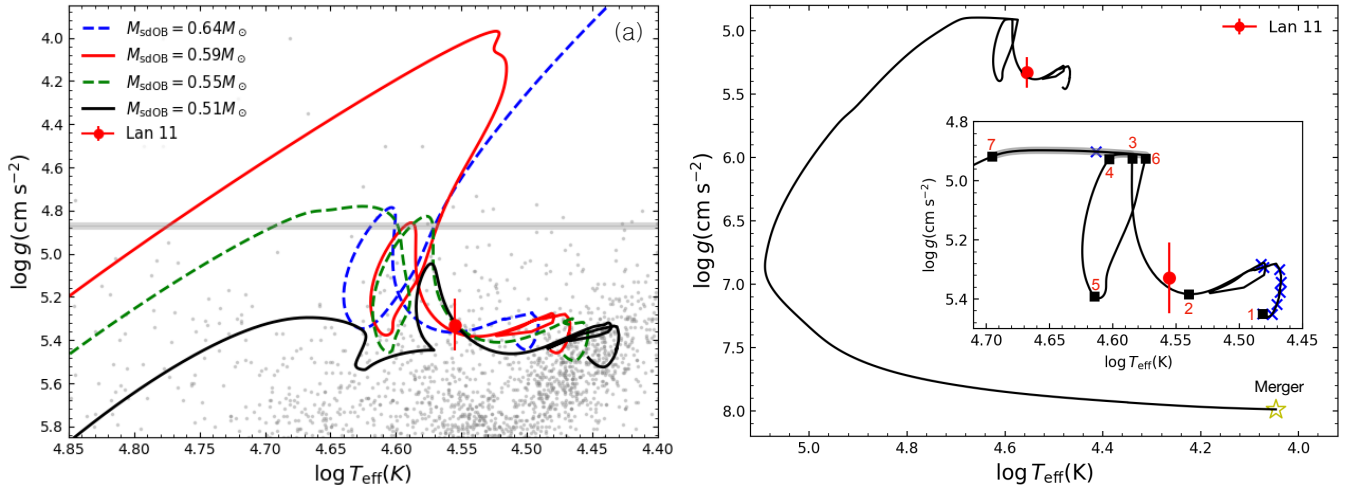 (a)
M_sdOB = 0.64M_⊙
M_sdOB = 0.59M_⊙
M_sdOB = 0.55M_⊙
M_sdOB = 0.51M_⊙
Lan 11
4.0
4.2
4.4
4.6
4.8
5.0
5.2
5.4
5.6
5.8
log g(cm s⁻²)
4.85 4.80 4.75 4.70 4.65 4.60 4.55 4.50 4.45 4.40
log T_eff(K)
Lan 11
5.0
5.5
6.0
6.5
7.0
7.5
8.0
log g(cm s⁻²)
4.8
5.0
5.2
5.4
log g(cm s⁻²)
7
3
4
6
5
2
1
4.70 4.65 4.60 4.55 4.50 4.45
log T_eff(K)
Merger
5.0 4.8 4.6 4.4 4.2 4.0
log T_eff(K)